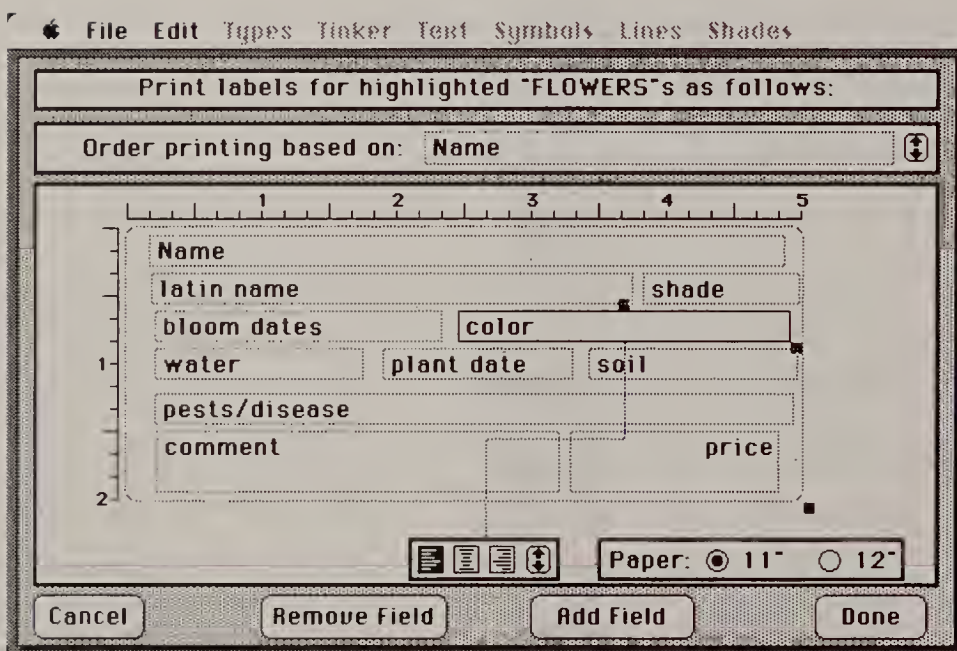 File Edit Types Tinker Text Symbols Lines Shades
Print labels for highlighted "FLOWERS"s as follows:
Order printing based on: Name
1 2 3 4 5
Name
latin name shade
bloom dates color
1 water plant date soil
pests/disease
comment price
2
Paper: 11" 12"
Cancel Remove Field Add Field Done